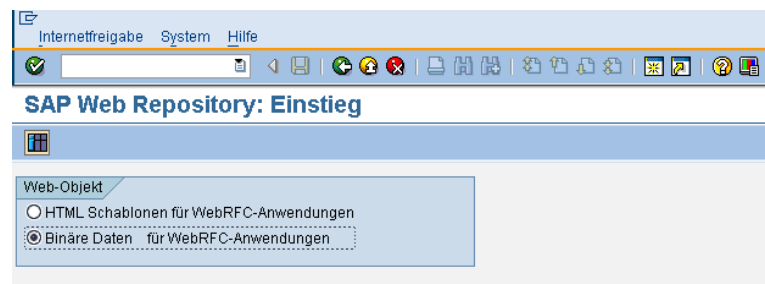 Internetfreigabe System Hilfe
SAP Web Repository: Einstieg
Web-Objekt
HTML Schablonen für WebRFC-Anwendungen
Binäre Daten für WebRFC-Anwendungen